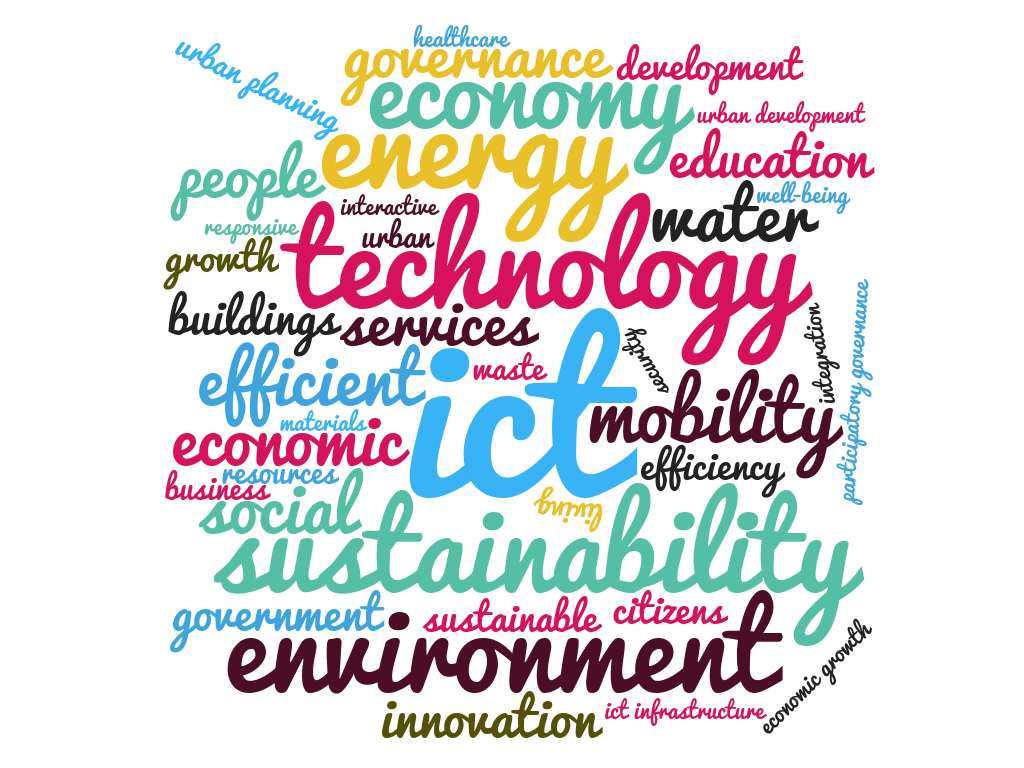 healthcare
urban planning
governance
development
economy
urban development
energy
education
people
well-being
interactive
water
responsive
urban
technology
growth
buildings
services
integration
participatory governance
security
efficient
waste
ict
mobility
materials
economic
efficiency
resources
business
social
living
sustainability
government
sustainable
citizens
environment
economic growth
innovation
ict infrastructure